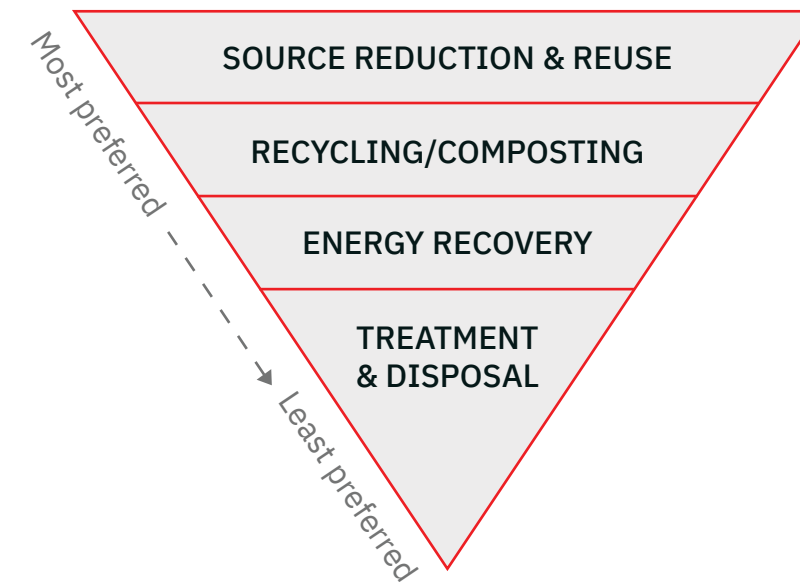 SOURCE REDUCTION & REUSE
RECYCLING/COMPOSTING
ENERGY RECOVERY
TREATMENT
& DISPOSAL
Most preferred
Least preferred